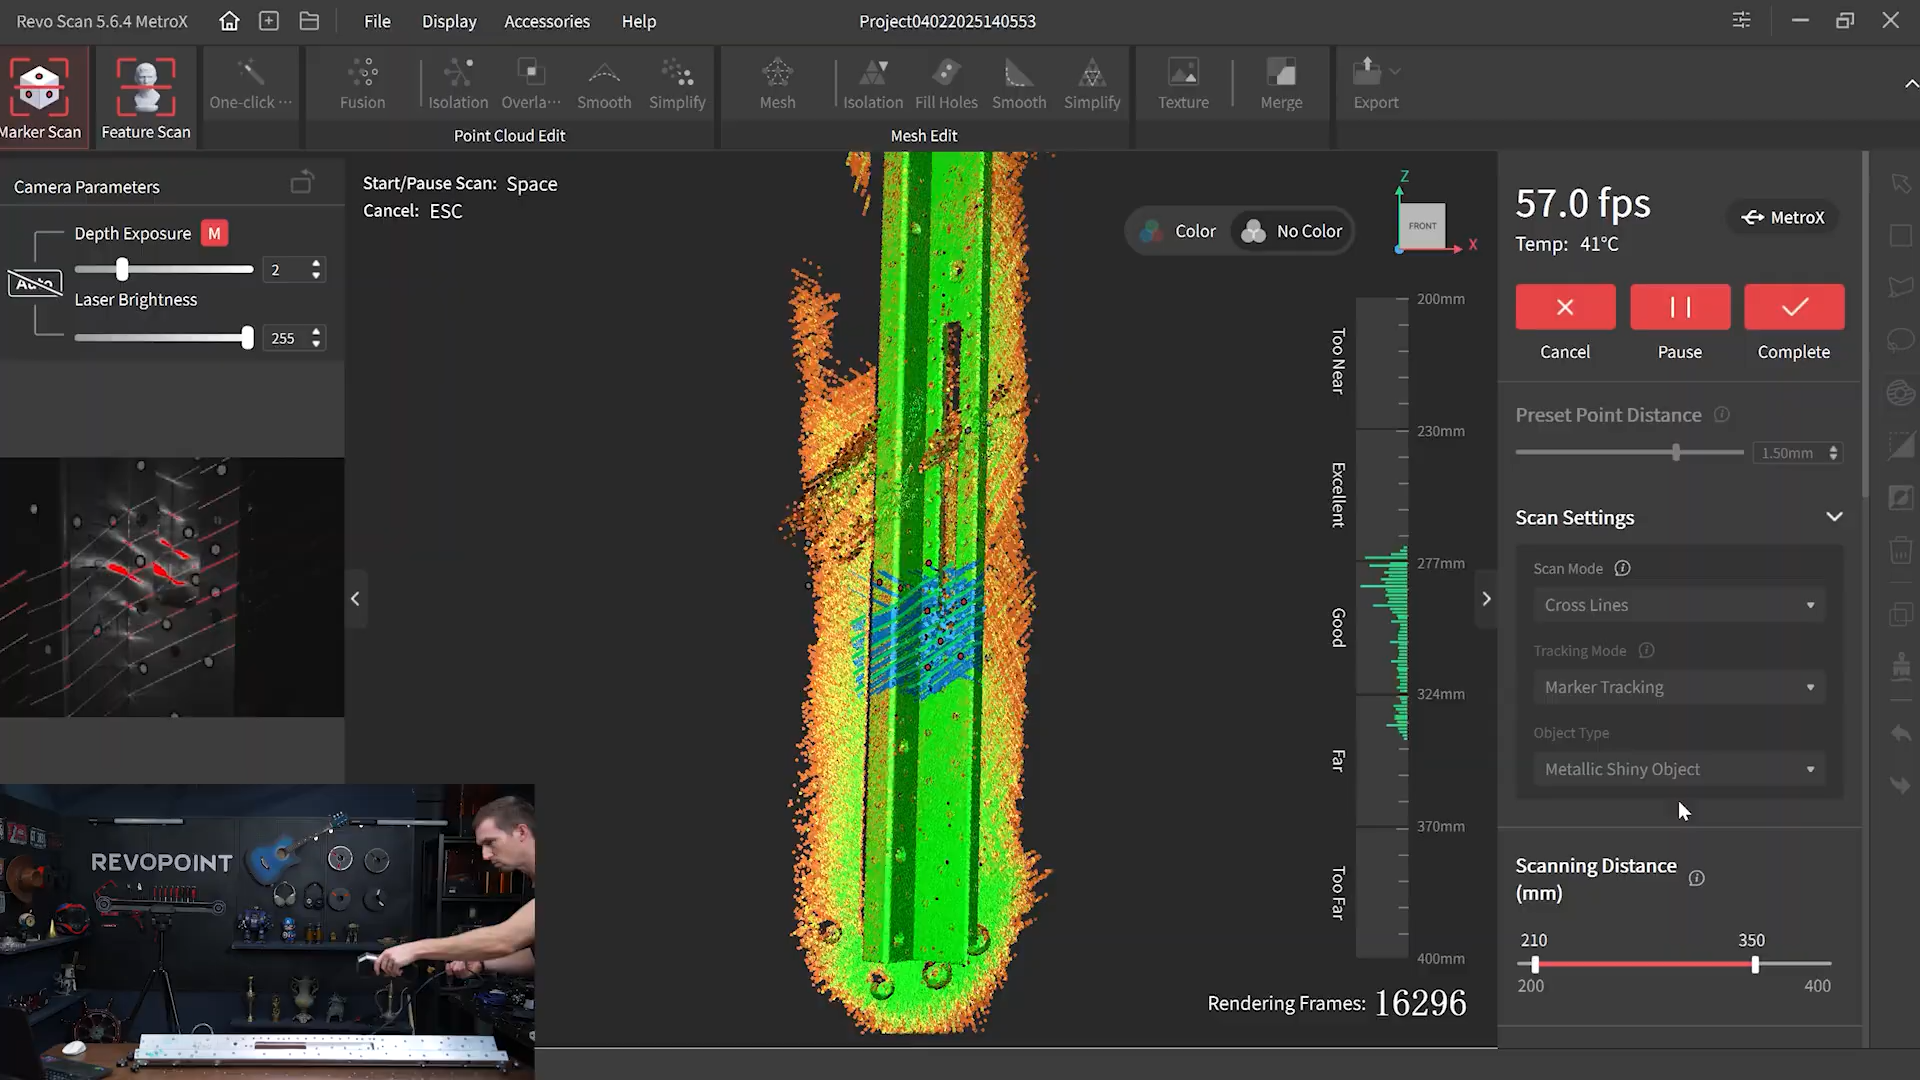 Revo Scan 5.6.4 MetroX
File Display Accessories Help
Project04022025140553
Marker Scan
Feature Scan
One-click ···
Fusion
Isolation
Overla···
Smooth
Simplify
Point Cloud Edit
Mesh
Isolation
Fill Holes
Smooth
Simplify
Mesh Edit
Texture
Merge
Export
Camera Parameters
Depth Exposure M
2
Auto
Laser Brightness
255
Start/Pause Scan: Space
Cancel: ESC
Color
No Color
Z
FRONT
X
200mm
Too Near
230mm
Excellent
277mm
Good
324mm
Far
370mm
Too Far
400mm
Rendering Frames: 16296
57.0 fps
MetroX
Temp: 41℃
Cancel
Pause
Complete
Preset Point Distance
1.50mm
Scan Settings
Scan Mode
Cross Lines
Tracking Mode
Marker Tracking
Object Type
Metallic Shiny Object
Scanning Distance
(mm)
210 350
200 400
REVOPOINT